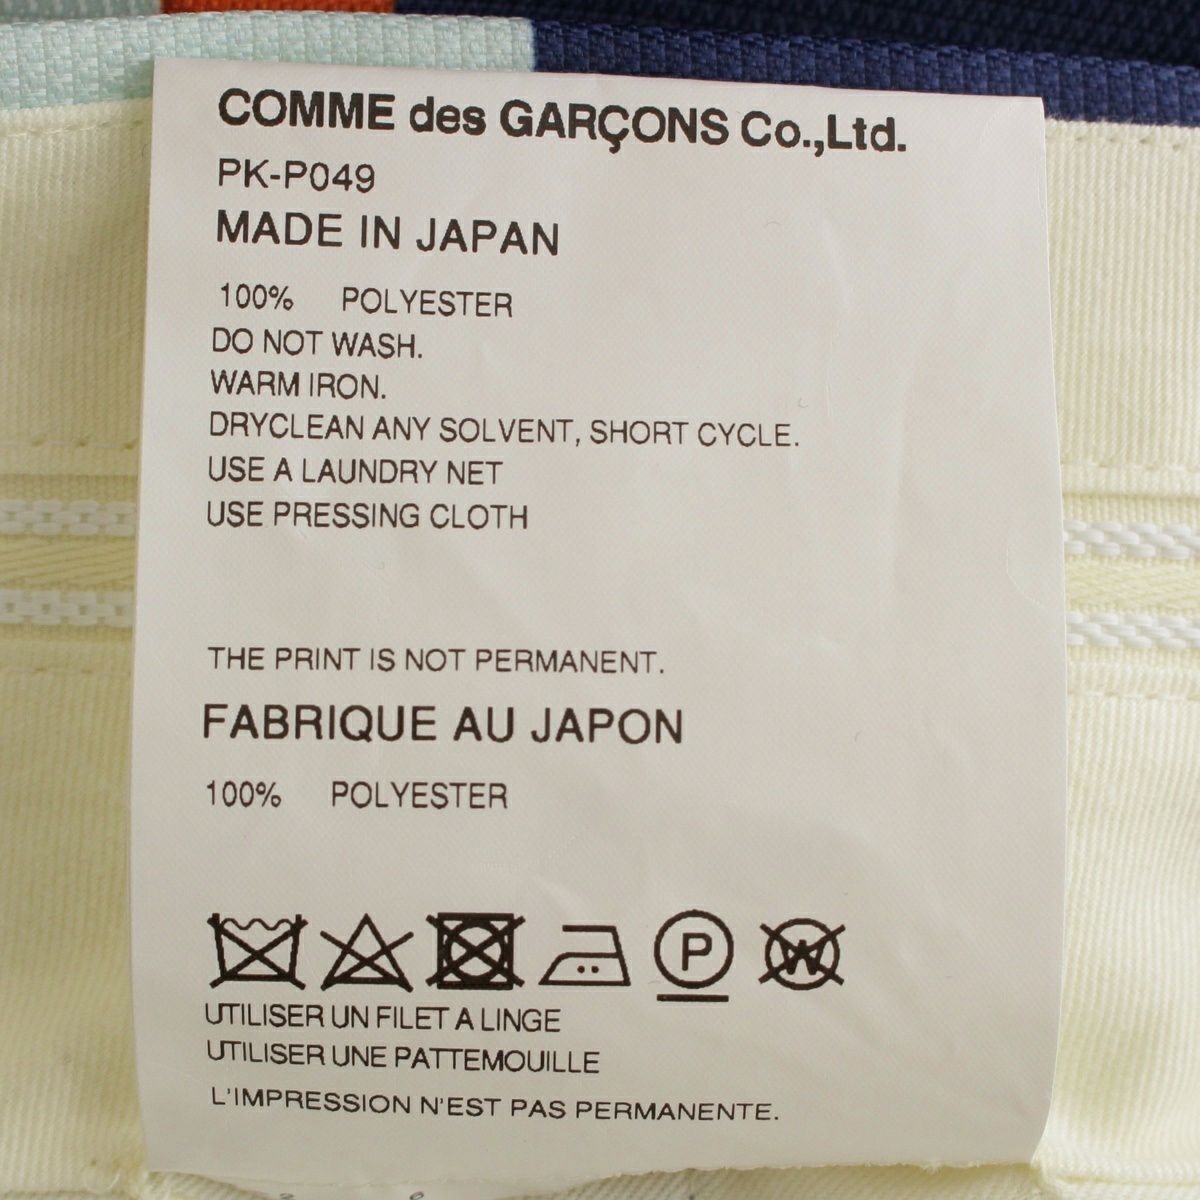 COMME des GARÇONS Co.,Ltd.
PK-P049
MADE IN JAPAN
100% POLYESTER
DO NOT WASH.
WARM IRON.
DRYCLEAN ANY SOLVENT, SHORT CYCLE.
USE A LAUNDRY NET
USE PRESSING CLOTH
THE PRINT IS NOT PERMANENT.
FABRIQUE AU JAPON
100% POLYESTER
P W
UTILISER UN FILET A LINGE
UTILISER UNE PATTEMOUILLE
L'IMPRESSION N'EST PAS PERMANENTE.